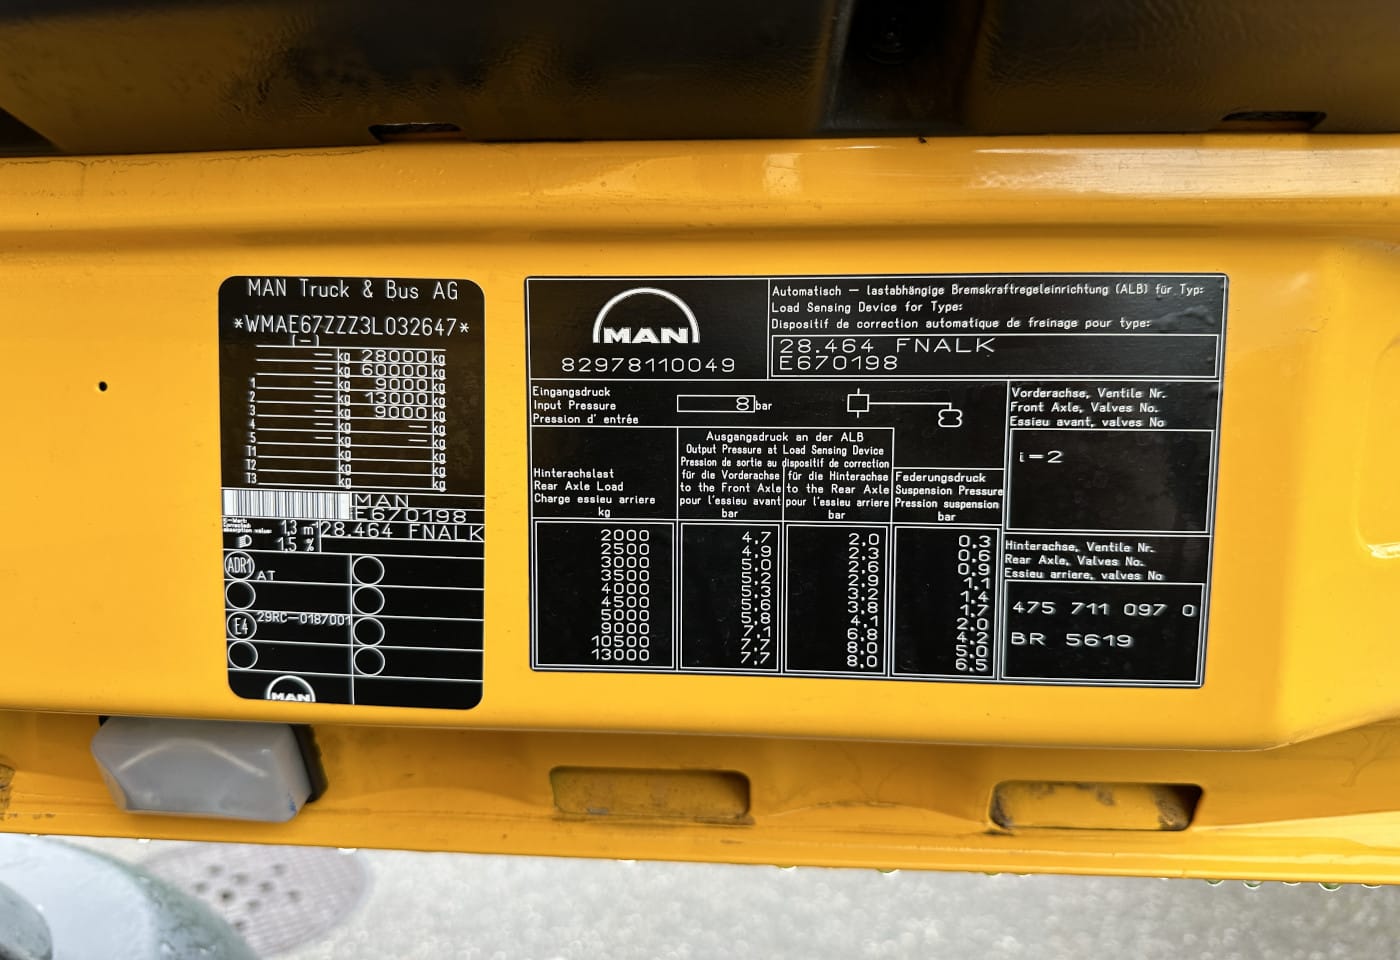 MAN Truck & Bus AG
*WMAE67ZZZ3L032647*
(-)
— kg 28000 kg
— kg 60000 kg
1 — kg 9000 kg
2 — kg 13000 kg
3 — kg 9000 kg
4 — kg — kg
5 — kg — kg
T1 kg kg
T2 kg kg
T3 kg kg
MAN
E670198
K-Wert:
Corrected
absorption value: 1,3 m⁻¹
28.464 FNALK
1,5 %
ADR1 AT
E4 29RC-0187001
MAN
MAN
82978110049
Automatisch – lastabhängige Bremskraftregeleinrichtung (ALB) für Typ:
Load Sensing Device for Type:
Dispositif de correction automatique de freinage pour type:
28.464 FNALK
E670198
Eingangsdruck
Input Pressure
Pression d' entrée
8 bar
Vorderachse, Ventile Nr.
Front Axle, Valves No.
Essieu avant, valves No
i=2
Ausgangsdruck an der ALB
Output Pressure at Load Sensing Device
Pression de sortie au dispositif de correction
Hinterachslast
Rear Axle Load
Charge essieu arriere
kg
für die Vorderachse
to the Front Axle
pour l'essieu avant
bar
für die Hinterachse
to the Rear Axle
pour l'essieu arriere
bar
Federungsdruck
Suspension Pressure
Pression suspension
bar
2000 4,7 2,0 0,3
2500 4,9 2,3 0,6
3000 5,0 2,6 0,9
3500 5,2 2,9 1,1
4000 5,3 3,2 1,4
4500 5,6 3,8 1,7
5000 5,8 4,1 2,0
9000 7,1 6,8 4,2
10500 7,7 8,0 5,0
13000 7,7 8,0 6,5
Hinterachse, Ventile Nr.
Rear Axle, Valves No.
Essieu arriere, valves No
475 711 097 0
BR 5619